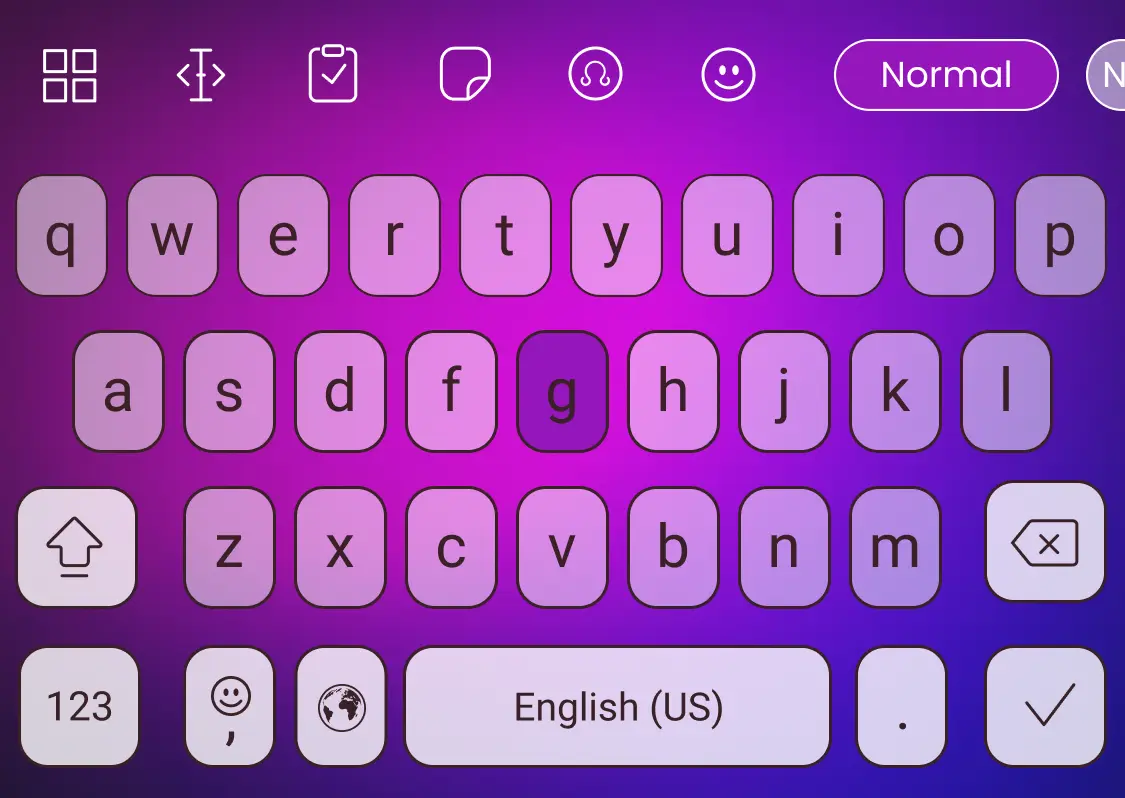 Normal N
q w e r t y u i o p
a s d f g h j k l
z x c v b n m
123 , English (US) .